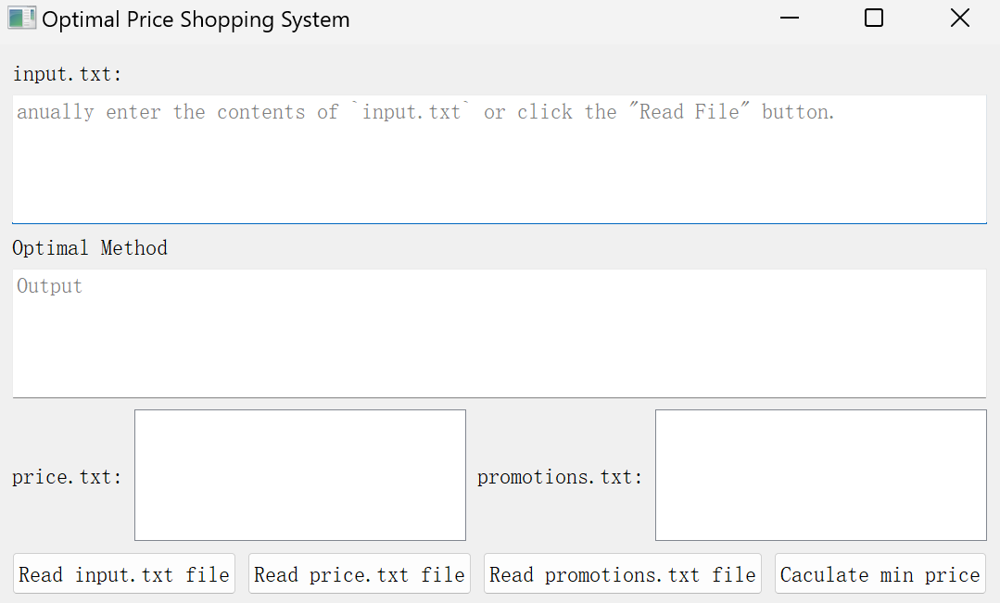 Optimal Price Shopping System
input.txt:
anually enter the contents of `input.txt` or click the "Read File" button.
Optimal Method
Output
price.txt:
promotions.txt:
Read input.txt file
Read price.txt file
Read promotions.txt file
Caculate min price